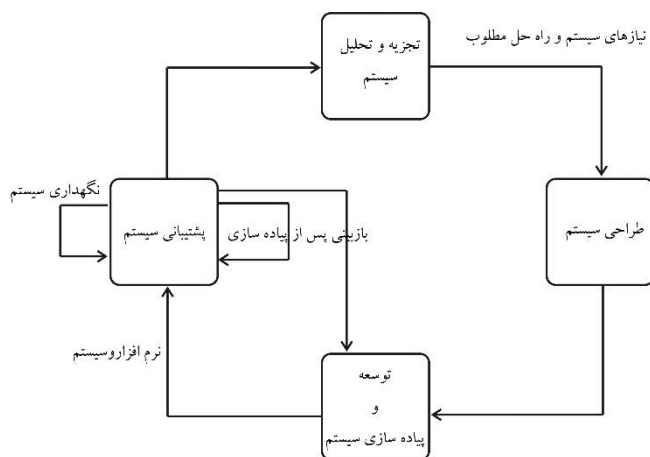 تجزیه و تحلیل
سیستم
نیازهای سیستم و راه حل مطلوب
طراحی سیستم
نگهداری سیستم
پشتیبانی سیستم
بازبینی پس از پیاده سازی
نرم افزاروسیستم
توسعه
و
پیاده سازی سیستم